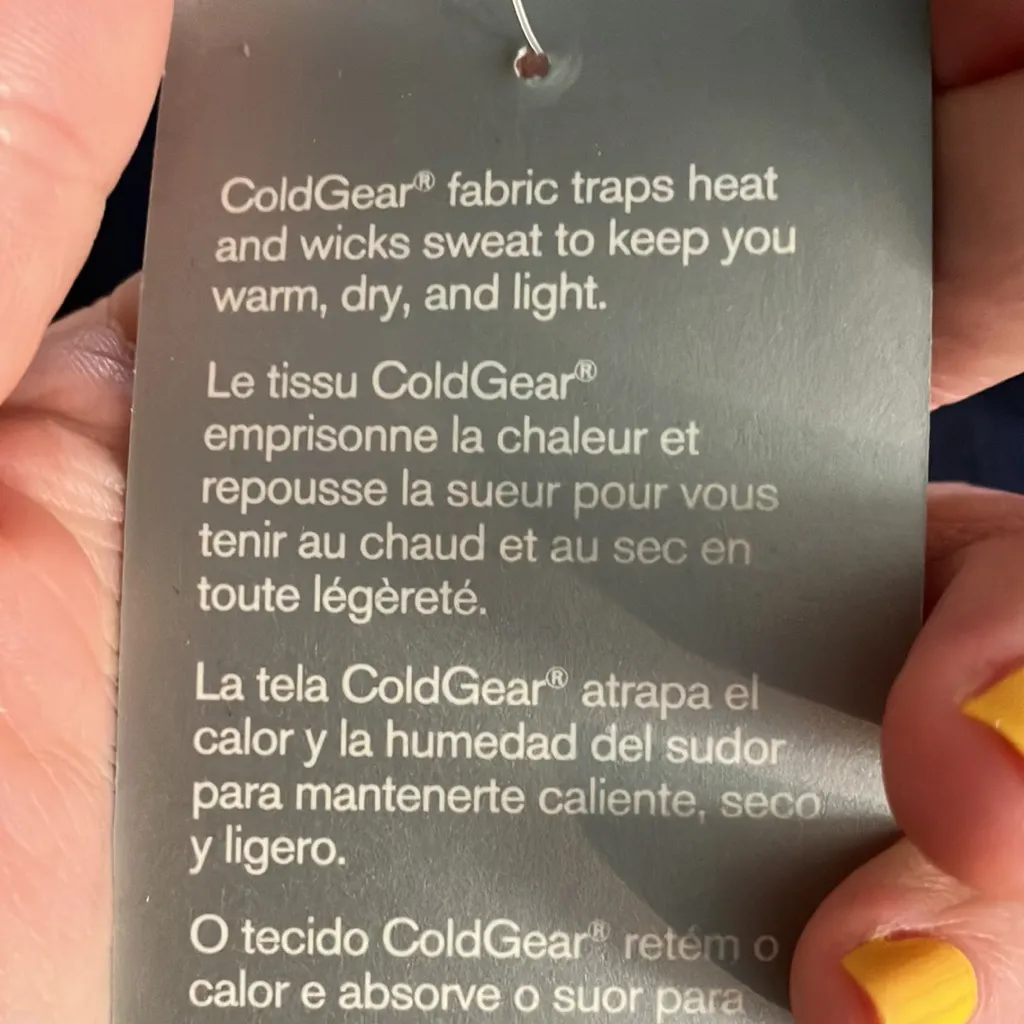 ColdGear® fabric traps heat
and wicks sweat to keep you
warm, dry, and light.
Le tissu ColdGear®
emprisonne la chaleur et
repousse la sueur pour vous
tenir au chaud et au sec en
toute légèreté.
La tela ColdGear® atrapa el
calor y la humedad del sudor
para mantenerte caliente, seco
y ligero.
O tecido ColdGear® retém o
calor e absorve o suor para